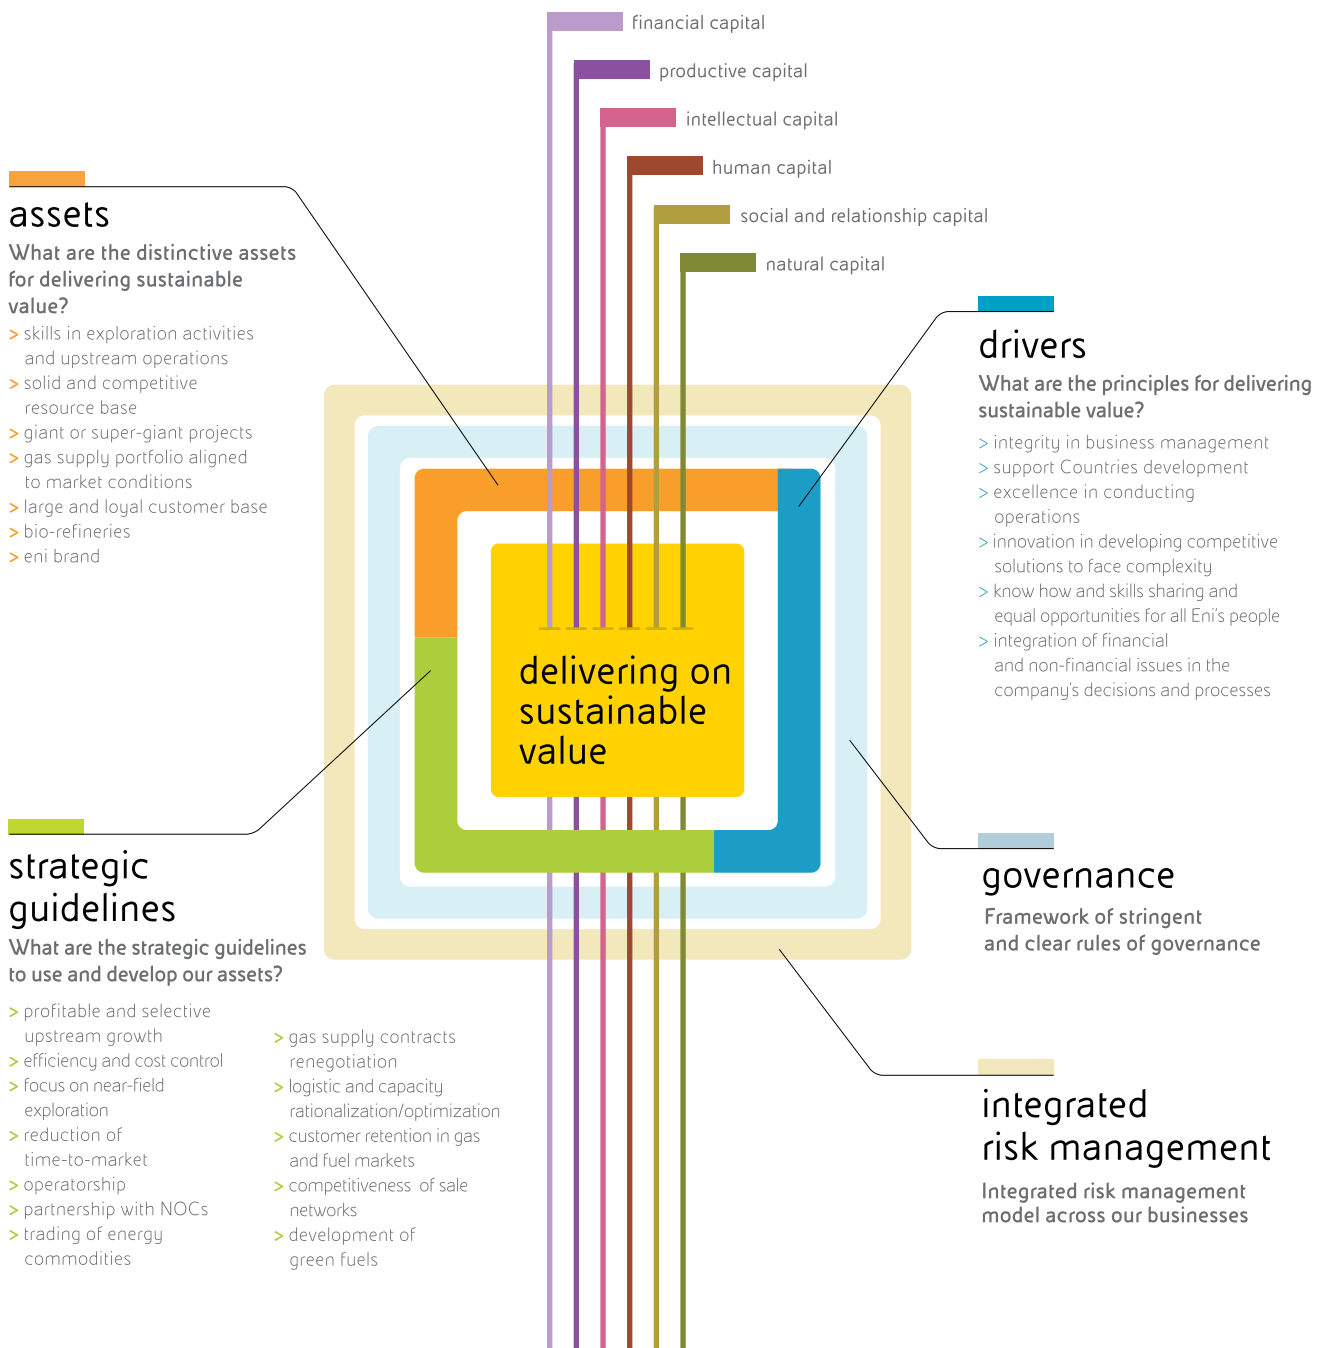 financial capital
productive capital
intellectual capital
human capital
social and relationship capital
natural capital
assets
What are the distinctive assets
for delivering sustainable
value?
> skills in exploration activities
and upstream operations
> solid and competitive
resource base
> giant or super-giant projects
> gas supply portfolio aligned
to market conditions
> large and loyal customer base
> bio-refineries
> eni brand
drivers
What are the principles for delivering
sustainable value?
> integrity in business management
> support Countries development
> excellence in conducting
operations
> innovation in developing competitive
solutions to face complexity
> know how and skills sharing and
equal opportunities for all Eni's people
> integration of financial
and non-financial issues in the
company's decisions and processes
delivering on
sustainable
value
strategic
guidelines
What are the strategic guidelines
to use and develop our assets?
> profitable and selective
upstream growth
> efficiency and cost control
> focus on near-field
exploration
> reduction of
time-to-market
> operatorship
> partnership with NOCs
> trading of energy
commodities
> gas supply contracts
renegotiation
> logistic and capacity
rationalization/optimization
> customer retention in gas
and fuel markets
> competitiveness of sale
networks
> development of
green fuels
governance
Framework of stringent
and clear rules of governance
integrated
risk management
Integrated risk management
model across our businesses